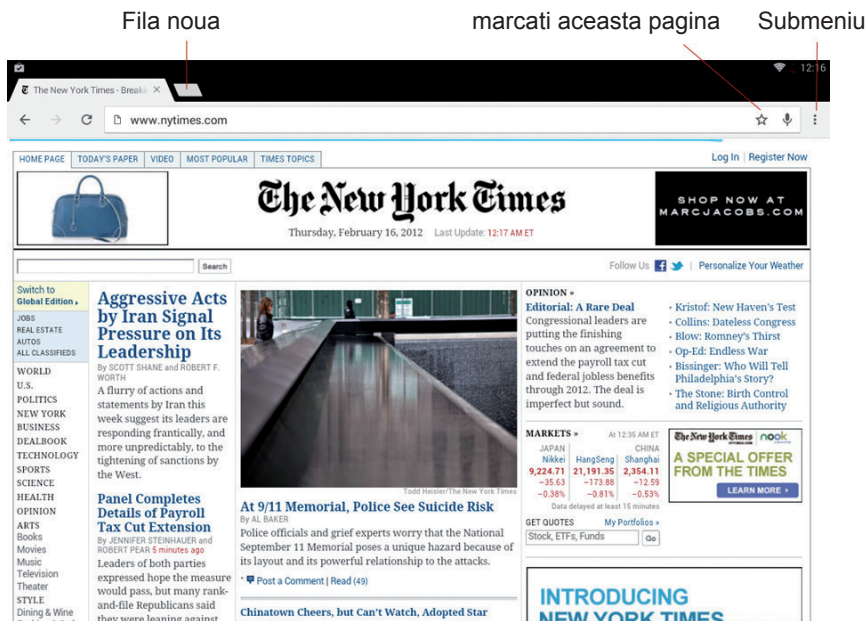 Fila noua
marcati aceasta pagina
Submeniu
12:16
The New York Times - Breakin
www.nytimes.com
HOME PAGE TODAY'S PAPER VIDEO MOST POPULAR TIMES TOPICS
Log In | Register Now
The New York Times
Thursday, February 16, 2012 Last Update: 12:17 AM ET
SHOP NOW AT
MARCJACOBS.COM
Search
Follow Us | Personalize Your Weather
Switch to
Global Edition ▸
JOBS
REAL ESTATE
AUTOS
ALL CLASSIFIEDS
WORLD
U.S.
POLITICS
NEW YORK
BUSINESS
DEALBOOK
TECHNOLOGY
SPORTS
SCIENCE
HEALTH
OPINION
ARTS
Books
Movies
Music
Television
Theater
STYLE
Dining & Wine
Aggressive Acts
by Iran Signal
Pressure on Its
Leadership
By SCOTT SHANE and ROBERT F.
WORTH
A flurry of actions and
statements by Iran this
week suggest its leaders are
responding frantically, and
more unpredictably, to the
tightening of sanctions by
the West.
Panel Completes
Details of Payroll
Tax Cut Extension
By JENNIFER STEINHAUER and
ROBERT PEAR 5 minutes ago
Leaders of both parties
expressed hope the measure
would pass, but many rank-
and-file Republicans said
they were leaning against
Todd Heisler/The New York Times
At 9/11 Memorial, Police See Suicide Risk
By AL BAKER
Police officials and grief experts worry that the National
September 11 Memorial poses a unique hazard because of
its layout and its powerful relationship to the attacks.
• Post a Comment | Read (49)
Chinatown Cheers, but Can't Watch, Adopted Star
OPINION »
Editorial: A Rare Deal
Congressional leaders are
putting the finishing
touches on an agreement to
extend the payroll tax cut
and federal jobless benefits
through 2012. The deal is
imperfect but sound.
• Kristof: New Haven's Test
• Collins: Dateless Congress
• Blow: Romney's Thirst
• Op-Ed: Endless War
• Bissinger: Who Will Tell
Philadelphia's Story?
• The Stone: Birth Control
and Religious Authority
MARKETS » At 12:35 AM ET
JAPAN CHINA
Nikkei HangSeng Shanghai
9,224.71 21,191.35 2,354.11
−35.63 −173.88 −12.59
−0.38% −0.81% −0.53%
Data delayed at least 15 minutes
GET QUOTES My Portfolios »
Stock, ETFs, Funds Go
The New York Times nook
A SPECIAL OFFER
FROM THE TIMES
LEARN MORE
INTRODUCING
NEW YORK TIMES